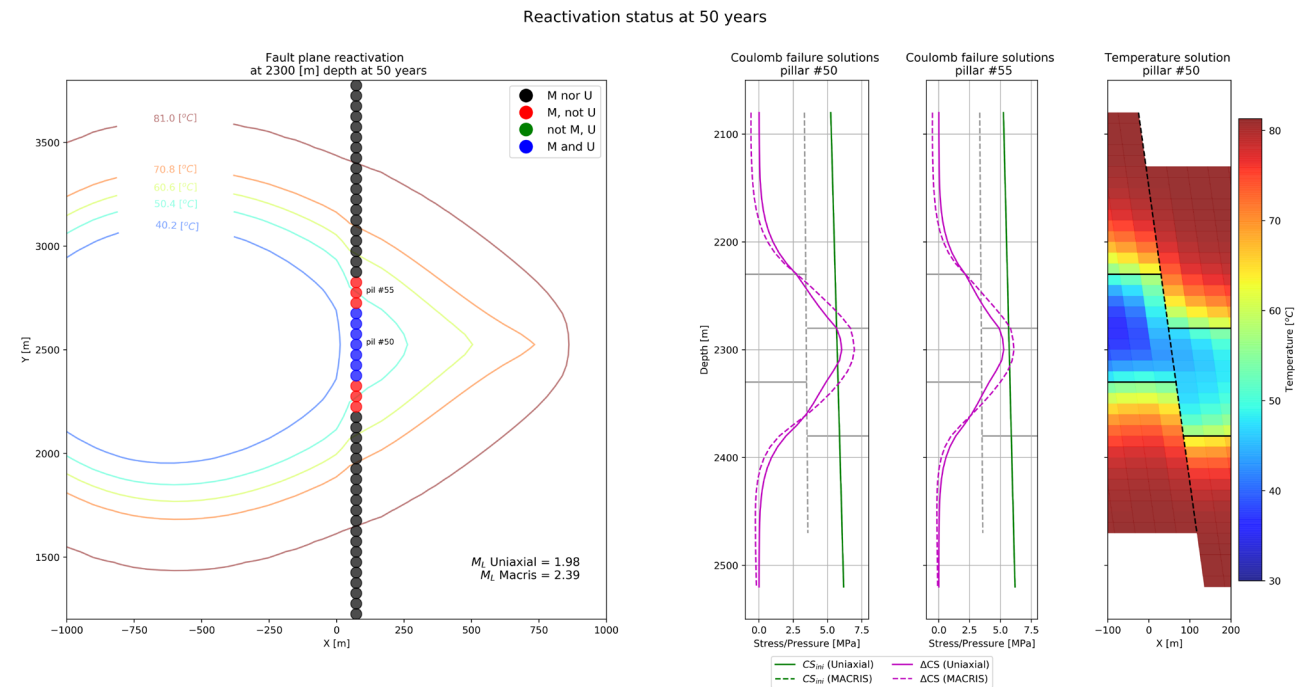 Reactivation status at 50 years
Fault plane reactivation
at 2300 [m] depth at 50 years
M nor U
M, not U
not M, U
M and U
81.0 [°C]
70.8 [°C]
60.6 [°C]
50.4 [°C]
40.2 [°C]
pil #55
pil #50
M_L Uniaxial = 1.98
M_L Macris = 2.39
3500
3000
2500
2000
1500
Y [m]
−1000 −750 −500 −250 0 250 500 750 1000
X [m]
Coulomb failure solutions
pillar #50
2100
2200
2300
2400
2500
Depth [m]
0.0 2.5 5.0 7.5
Stress/Pressure [MPa]
Coulomb failure solutions
pillar #55
0.0 2.5 5.0 7.5
Stress/Pressure [MPa]
CS_ini (Uniaxial)
CS_ini (MACRIS)
ΔCS (Uniaxial)
ΔCS (MACRIS)
Temperature solution
pillar #50
−100 0 100 200
X [m]
80
70
60
50
40
30
Temperature [°C]